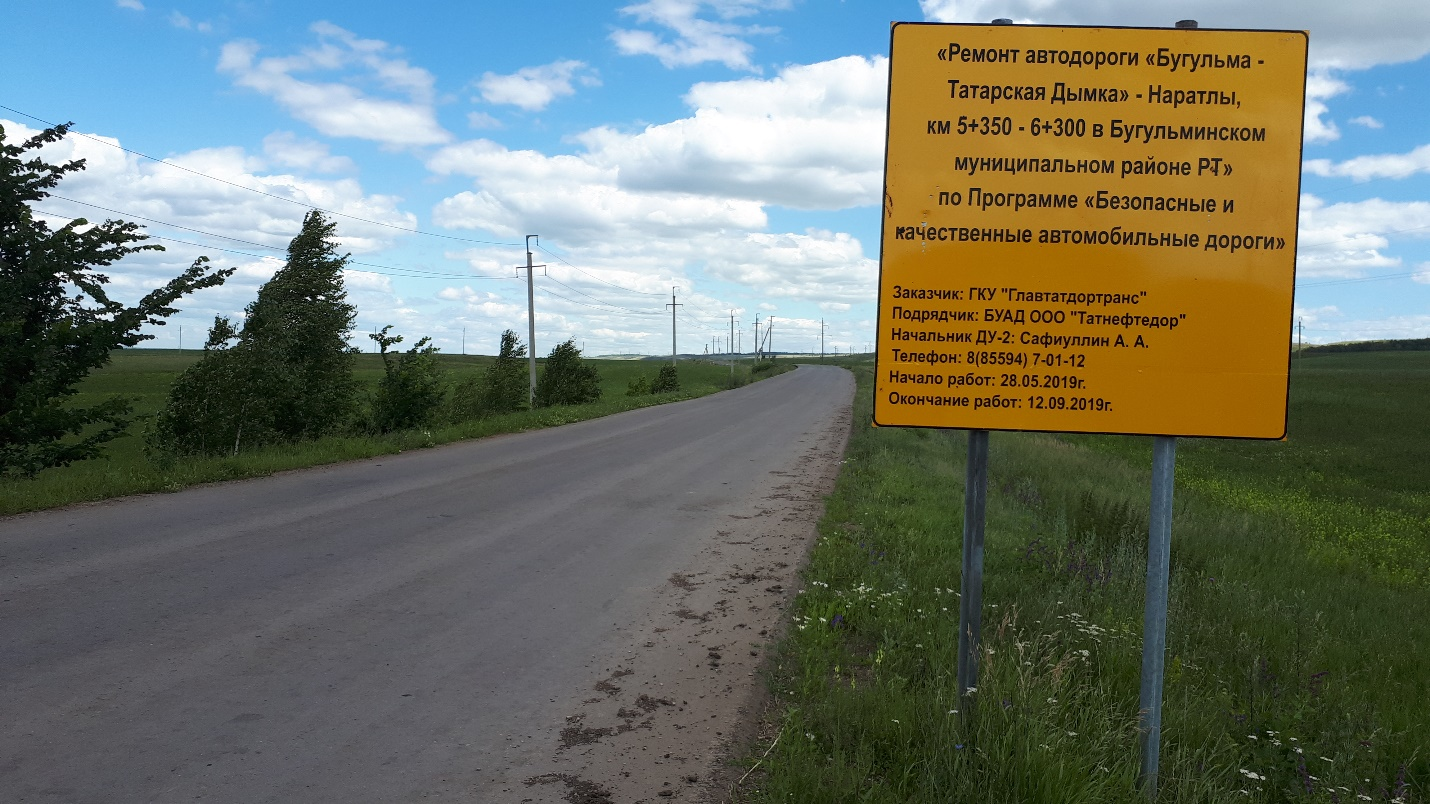 «Ремонт автодороги «Бугульма -
Татарская Дымка» - Наратлы,
км 5+350 - 6+300 в Бугульминском
муниципальном районе РТ»
по Программе «Безопасные и
качественные автомобильные дороги»
Заказчик: ГКУ "Главтатдортранс"
Подрядчик: БУАД ООО "Татнефтедор"
Начальник ДУ-2: Сафиуллин А. А.
Телефон: 8(85594) 7-01-12
Начало работ: 28.05.2019г.
Окончание работ: 12.09.2019г.